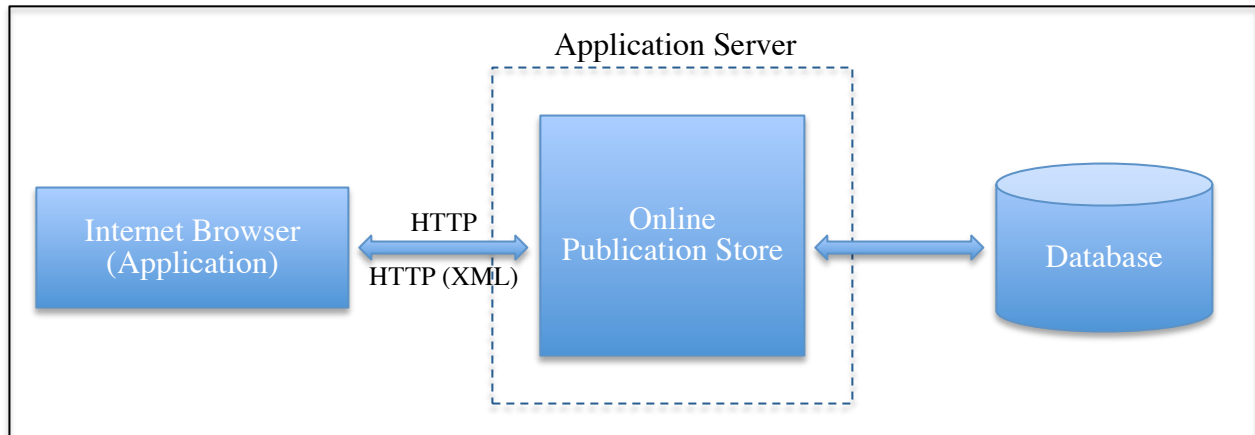 Application Server
Internet Browser
(Application)
HTTP
HTTP (XML)
Online
Publication Store
Database